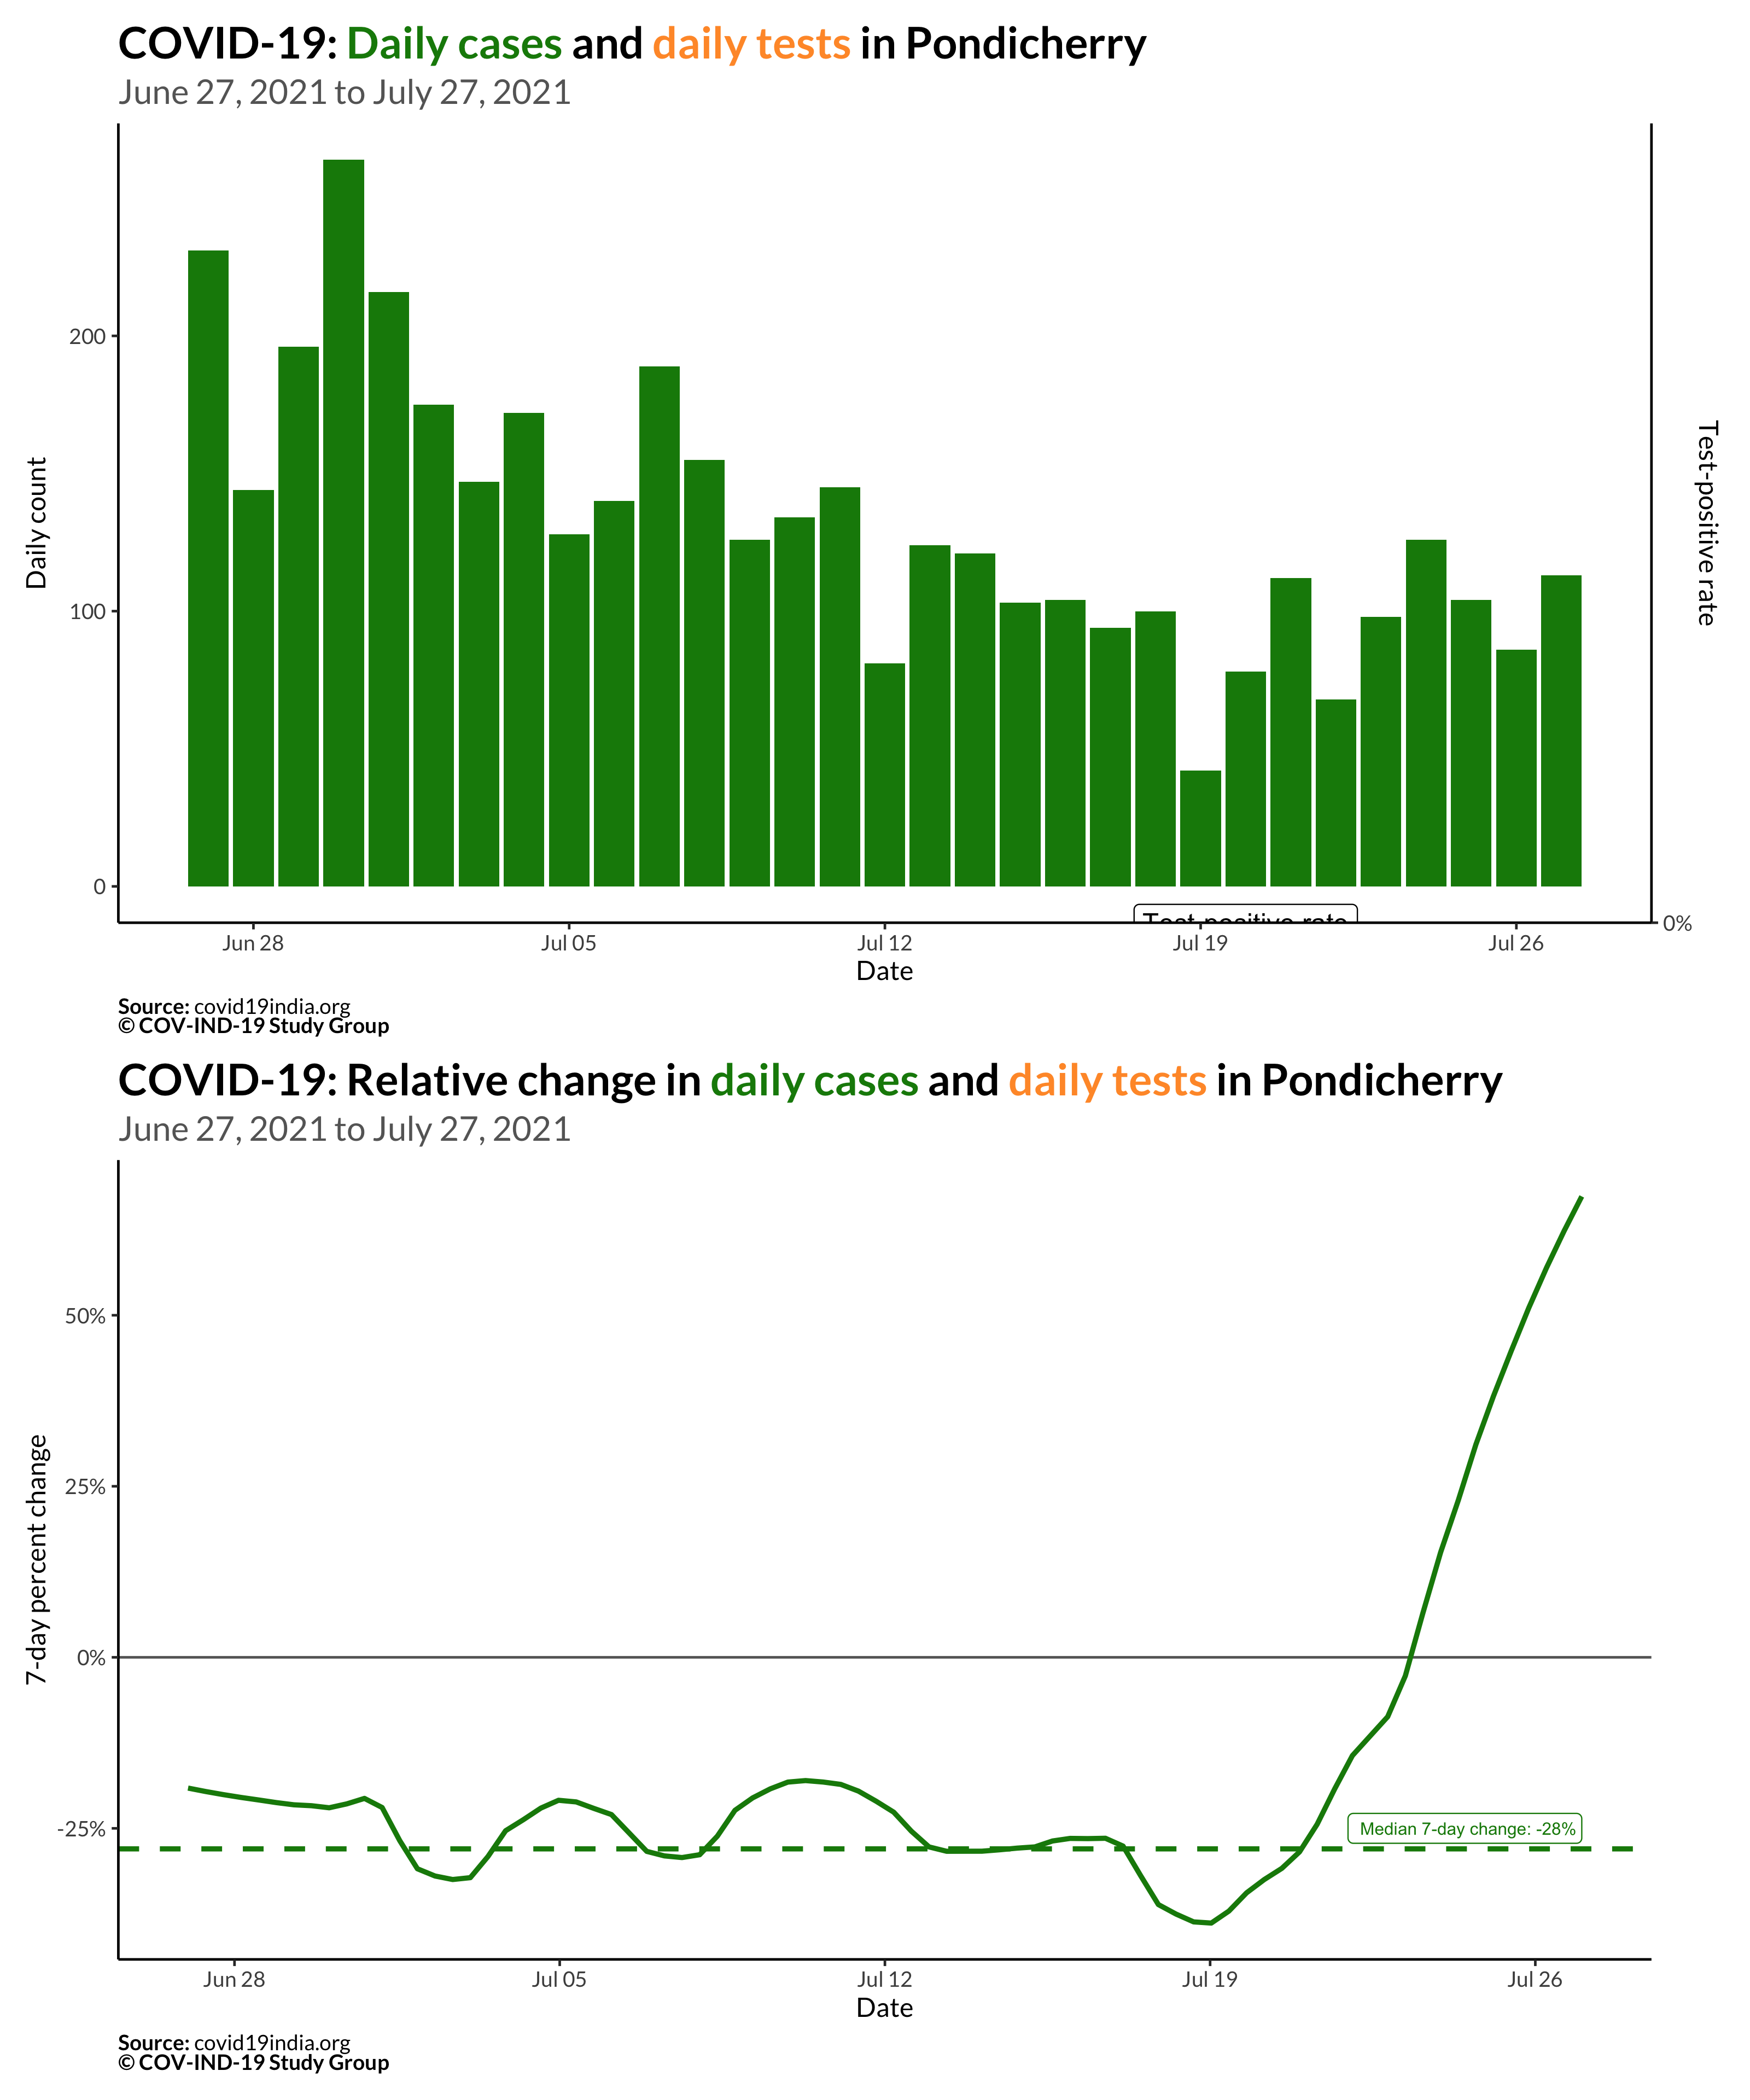 COVID-19: Daily cases and daily tests in Pondicherry
June 27, 2021 to July 27, 2021
Daily count
200
100
0
Test-positive rate
0%
Test-positive rate
Jun 28
Jul 05
Jul 12
Jul 19
Jul 26
Date
Source: covid19india.org
© COV-IND-19 Study Group
COVID-19: Relative change in daily cases and daily tests in Pondicherry
June 27, 2021 to July 27, 2021
7-day percent change
50%
25%
0%
-25%
Median 7-day change: -28%
Jun 28
Jul 05
Jul 12
Jul 19
Jul 26
Date
Source: covid19india.org
© COV-IND-19 Study Group